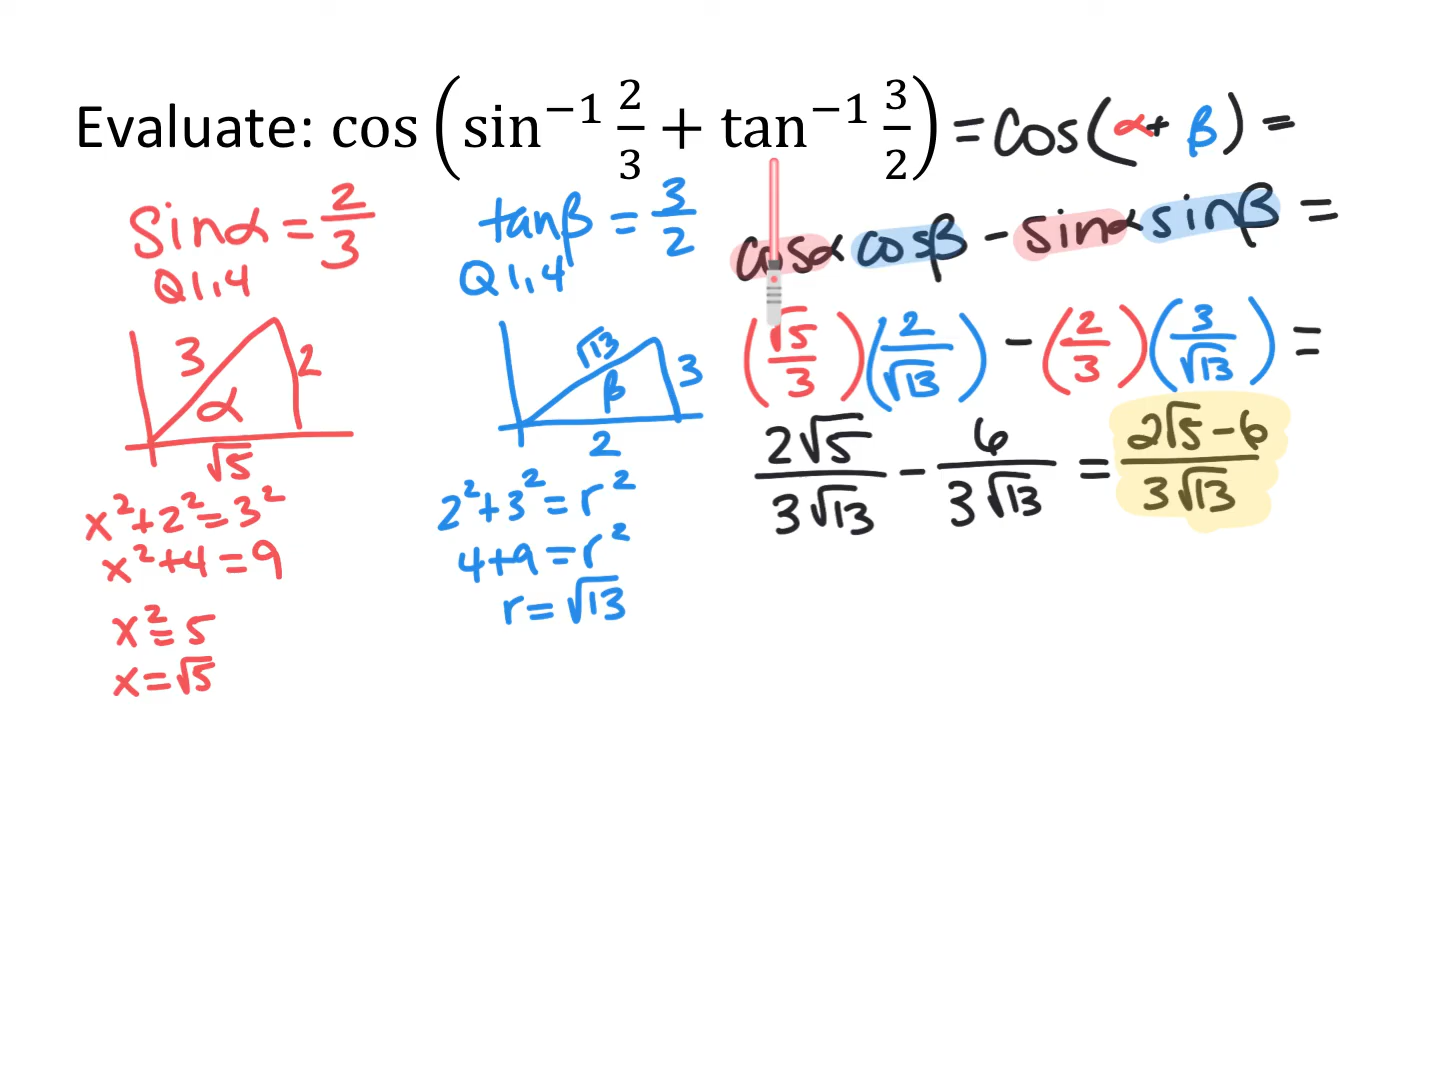 Evaluate: cos (sin⁻¹ 2/3 + tan⁻¹ 3/2) = cos(α + β) =
sinα = 2/3
Q1,4
3
2
α
√5
x² + 2² = 3²
x² + 4 = 9
x² = 5
x = √5
tanβ = 3/2
Q1,4
√13
β
3
2
2² + 3² = r²
4 + 9 = r²
r = √13
cosα cosβ − sinα sinβ =
(√5/3)(2/√13) − (2/3)(3/√13) =
2√5/3√13 − 6/3√13 = 2√5−6/3√13